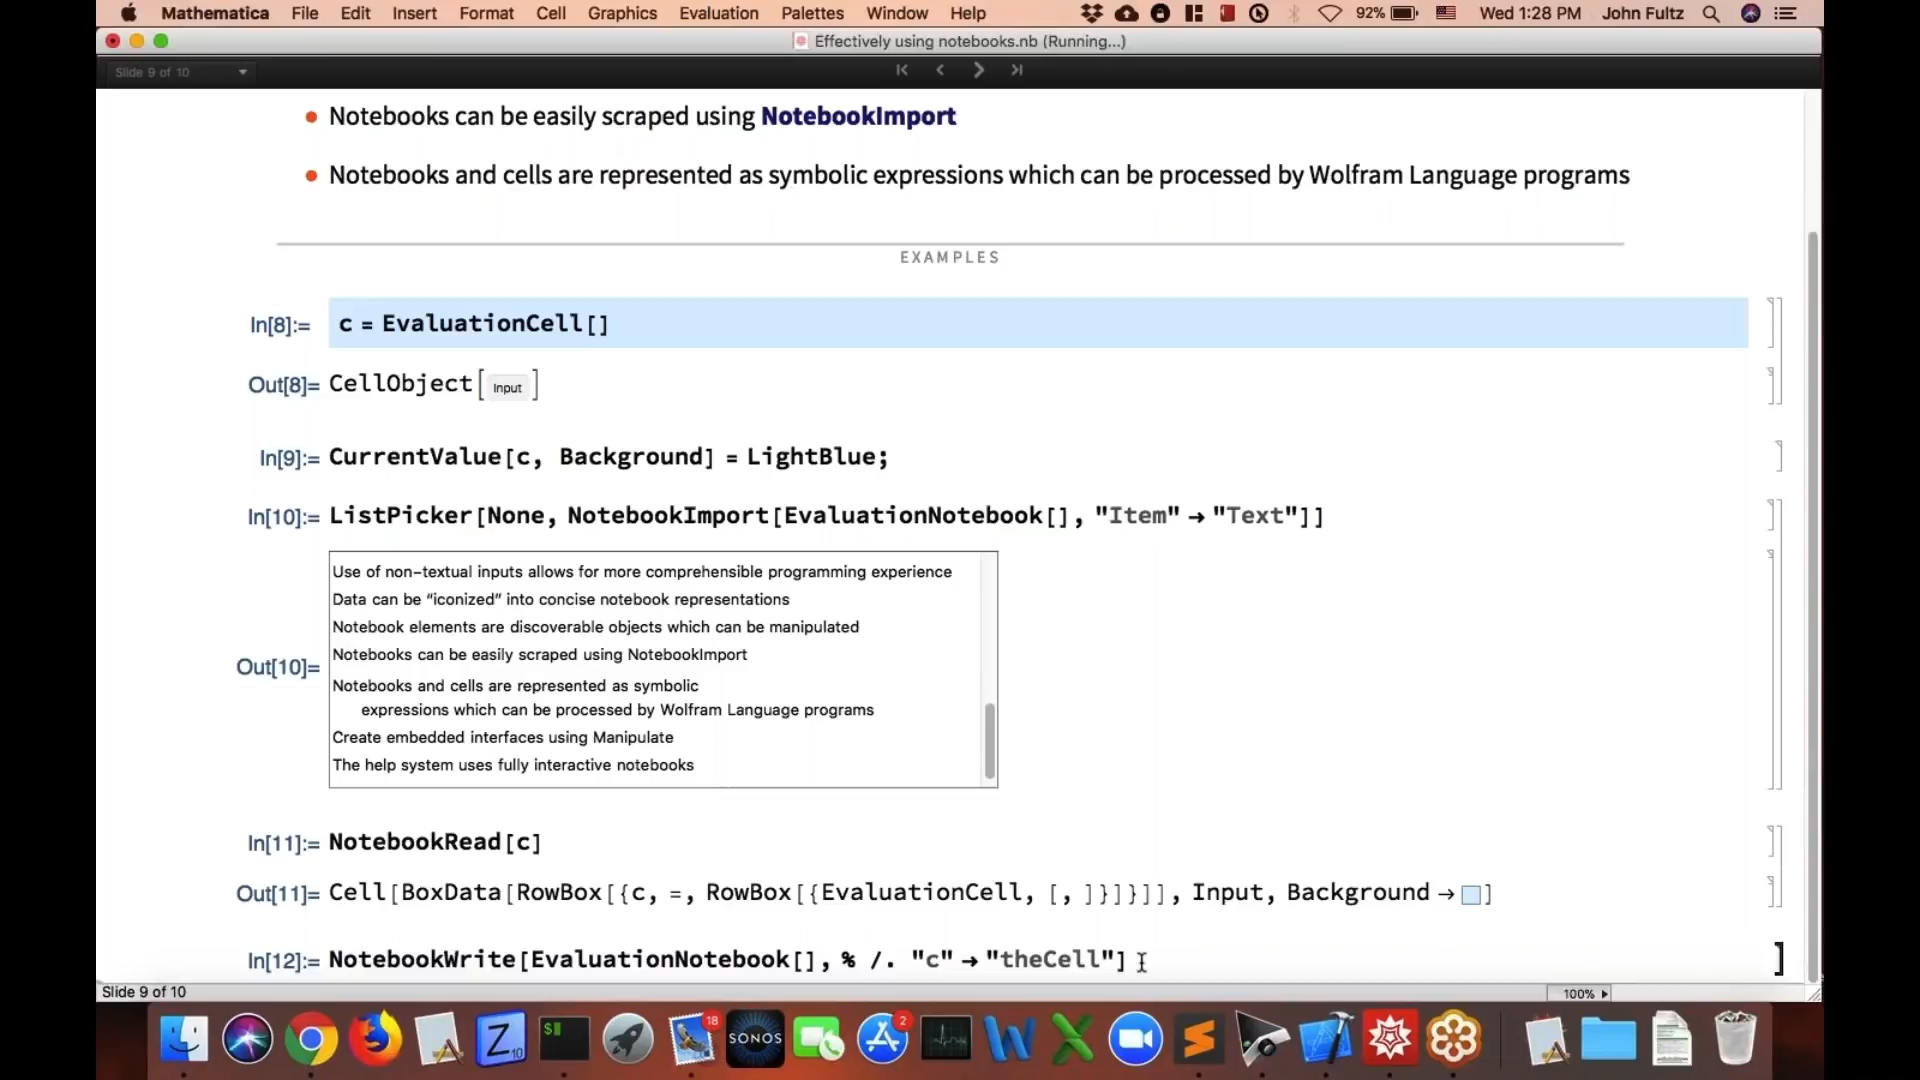 Mathematica File Edit Insert Format Cell Graphics Evaluation Palettes Window Help 92% Wed 1:28 PM John Fultz
Effectively using notebooks.nb (Running...)
Slide 9 of 10
• Notebooks can be easily scraped using NotebookImport
• Notebooks and cells are represented as symbolic expressions which can be processed by Wolfram Language programs
EXAMPLES
In[8]:= c = EvaluationCell[]
Out[8]= CellObject[Input]
In[9]:= CurrentValue[c, Background] = LightBlue;
In[10]:= ListPicker[None, NotebookImport[EvaluationNotebook[], "Item" → "Text"]]
Use of non-textual inputs allows for more comprehensible programming experience
Data can be “iconized” into concise notebook representations
Notebook elements are discoverable objects which can be manipulated
Notebooks can be easily scraped using NotebookImport
Out[10]=
Notebooks and cells are represented as symbolic
expressions which can be processed by Wolfram Language programs
Create embedded interfaces using Manipulate
The help system uses fully interactive notebooks
In[11]:= NotebookRead[c]
Out[11]= Cell[BoxData[RowBox[{c, =, RowBox[{EvaluationCell, [, ]}]}]], Input, Background → ]
In[12]:= NotebookWrite[EvaluationNotebook[], % /. "c" → "theCell"]
Slide 9 of 10
100%
Z 10 $ 18 SONOS 2 W X S